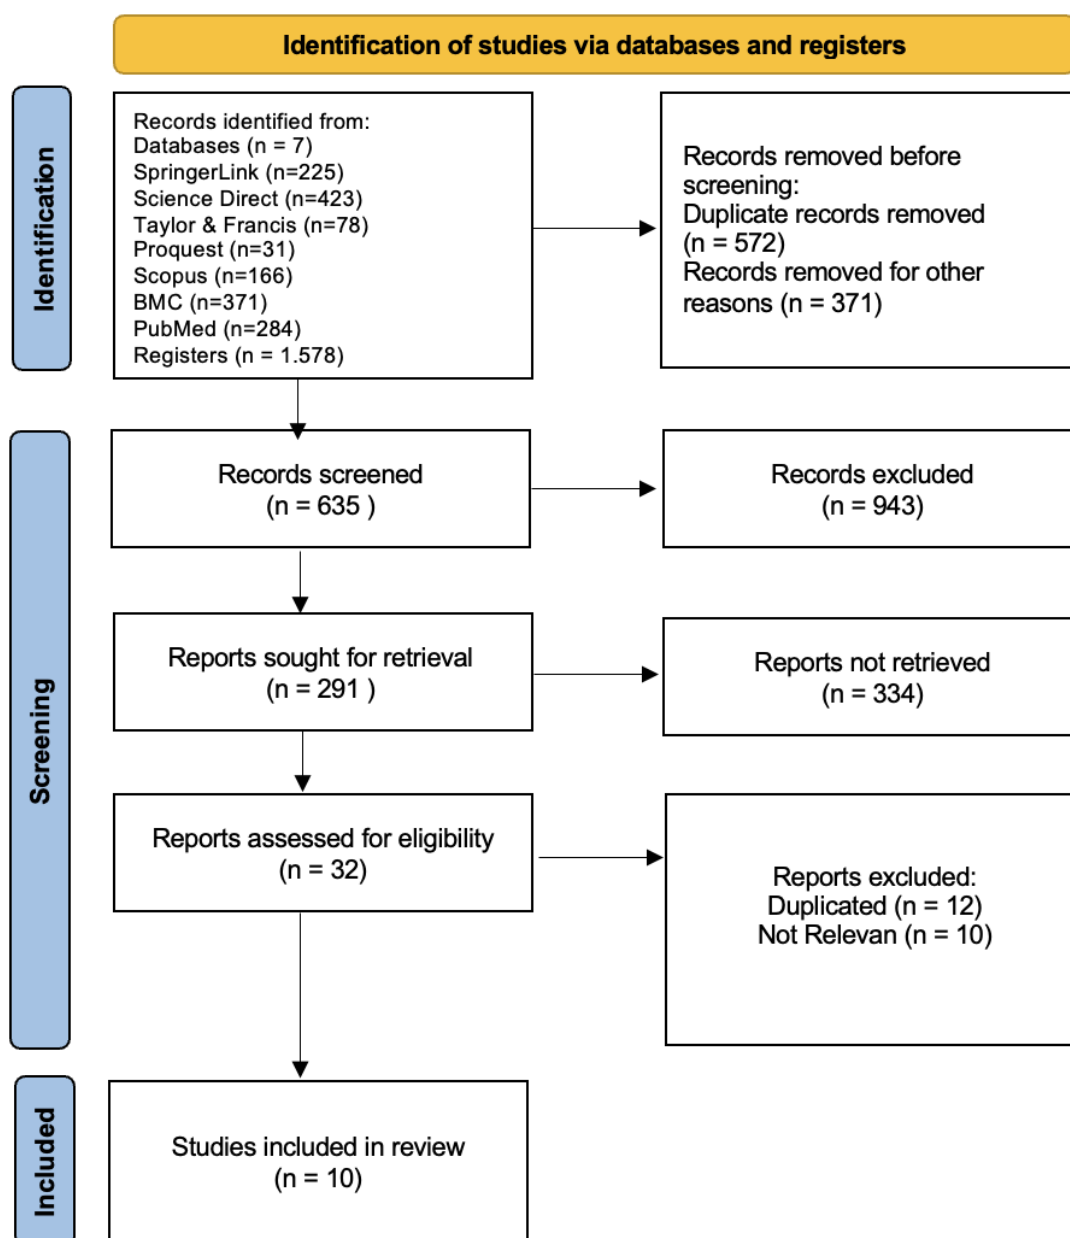 Identification of studies via databases and registers
Identification
Records identified from:
Databases (n = 7)
SpringerLink (n=225)
Science Direct (n=423)
Taylor & Francis (n=78)
Proquest (n=31)
Scopus (n=166)
BMC (n=371)
PubMed (n=284)
Registers (n = 1.578)
Records removed before
screening:
Duplicate records removed
(n = 572)
Records removed for other
reasons (n = 371)
Screening
Records screened
(n = 635 )
Records excluded
(n = 943)
Reports sought for retrieval
(n = 291 )
Reports not retrieved
(n = 334)
Reports assessed for eligibility
(n = 32)
Reports excluded:
Duplicated (n = 12)
Not Relevan (n = 10)
Included
Studies included in review
(n = 10)